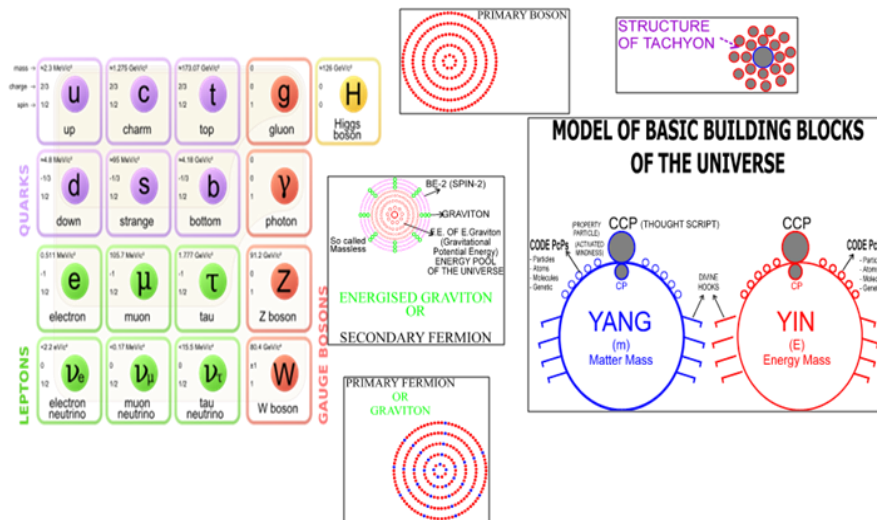 mass → ≈2.3 MeV/c² ≈1.275 GeV/c² ≈173.07 GeV/c² 0 ≈126 GeV/c²
charge → 2/3 2/3 2/3 0 0
spin → 1/2 1/2 1/2 1 0
u c t g H
up charm top gluon Higgs
boson
QUARKS
≈4.8 MeV/c² ≈95 MeV/c² ≈4.18 GeV/c² 0
-1/3 -1/3 -1/3 0
1/2 1/2 1/2 1
d s b γ
down strange bottom photon
0.511 MeV/c² 105.7 MeV/c² 1.777 GeV/c² 91.2 GeV/c²
-1 -1 -1 0
1/2 1/2 1/2 1
e μ τ Z
electron muon tau Z boson
LEPTONS
<2.2 eV/c² <0.17 MeV/c² <15.5 MeV/c² 80.4 GeV/c²
0 0 0 ±1
1/2 1/2 1/2 1
νe νμ ντ W
electron muon tau W boson
neutrino neutrino neutrino
GAUGE BOSONS
PRIMARY BOSON
STRUCTURE
OF TACHYON
BE-2 (SPIN-2)
GRAVITON
So called
Massless
OF E.Graviton
(Gravitational
Potential Energy)
ENERGY POOL
OF THE UNIVERSE
ENERGISED GRAVITON
OR
SECONDARY FERMION
PRIMARY FERMION
OR
GRAVITON
MODEL OF BASIC BUILDING BLOCKS
OF THE UNIVERSE
CCP (THOUGHT SCRIPT) CCP
(PROPERTY
PARTICLE)
(ACTIVATED
MINDNESS)
CODE PcPs
- Particles
- Atoms
- Molecules
- Genetic
CP
DIVINE
HOOKS
YANG
(m)
Matter Mass
CP
YIN
(E)
Energy Mass
CODE Pc
- Partic
- Atom
- Molec
- Genet